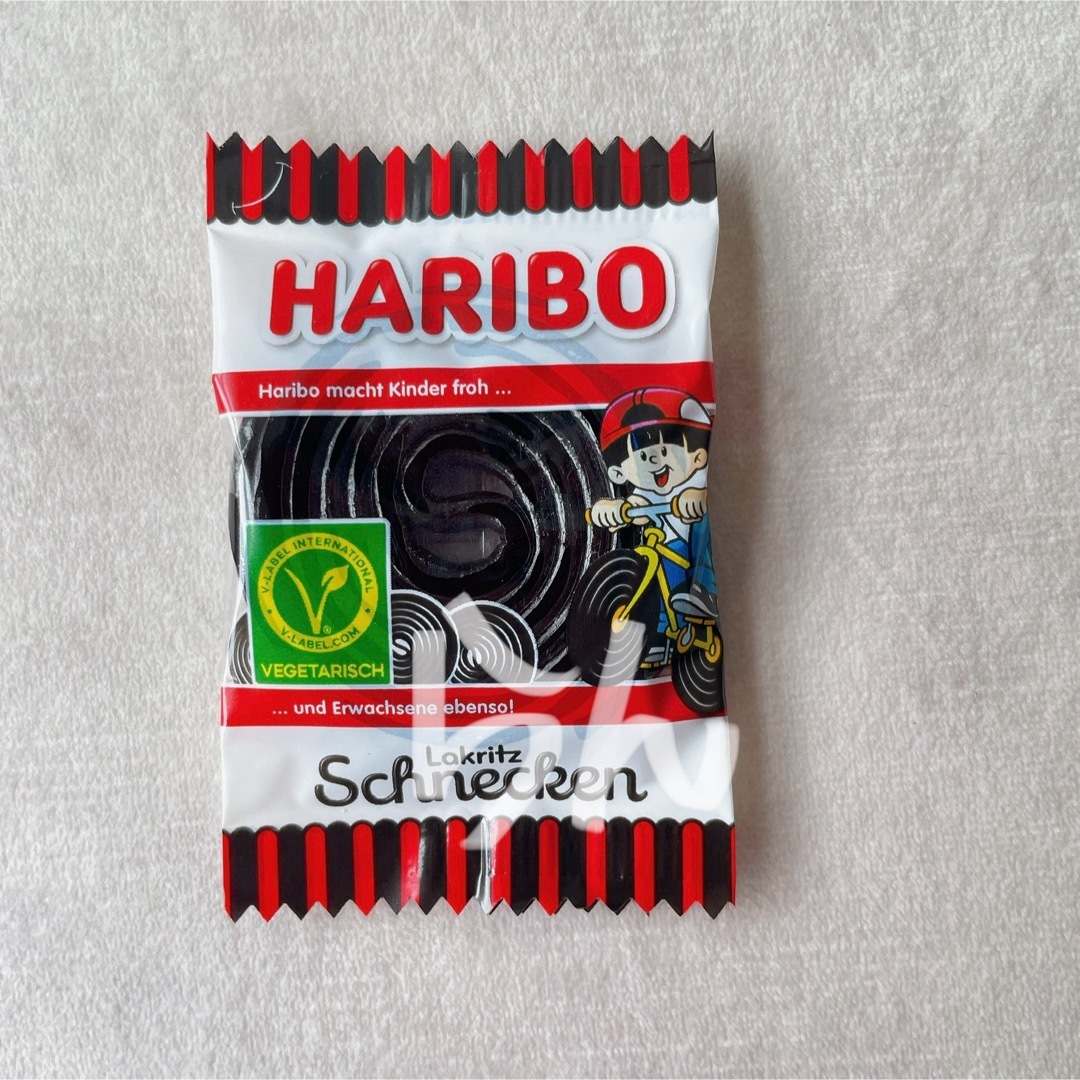 HARIBO
Haribo macht Kinder froh ...
V-LABEL INTERNATIONAL
V-LABEL.COM
VEGETARISCH
... und Erwachsene ebenso!
Lakritz
Schnecken